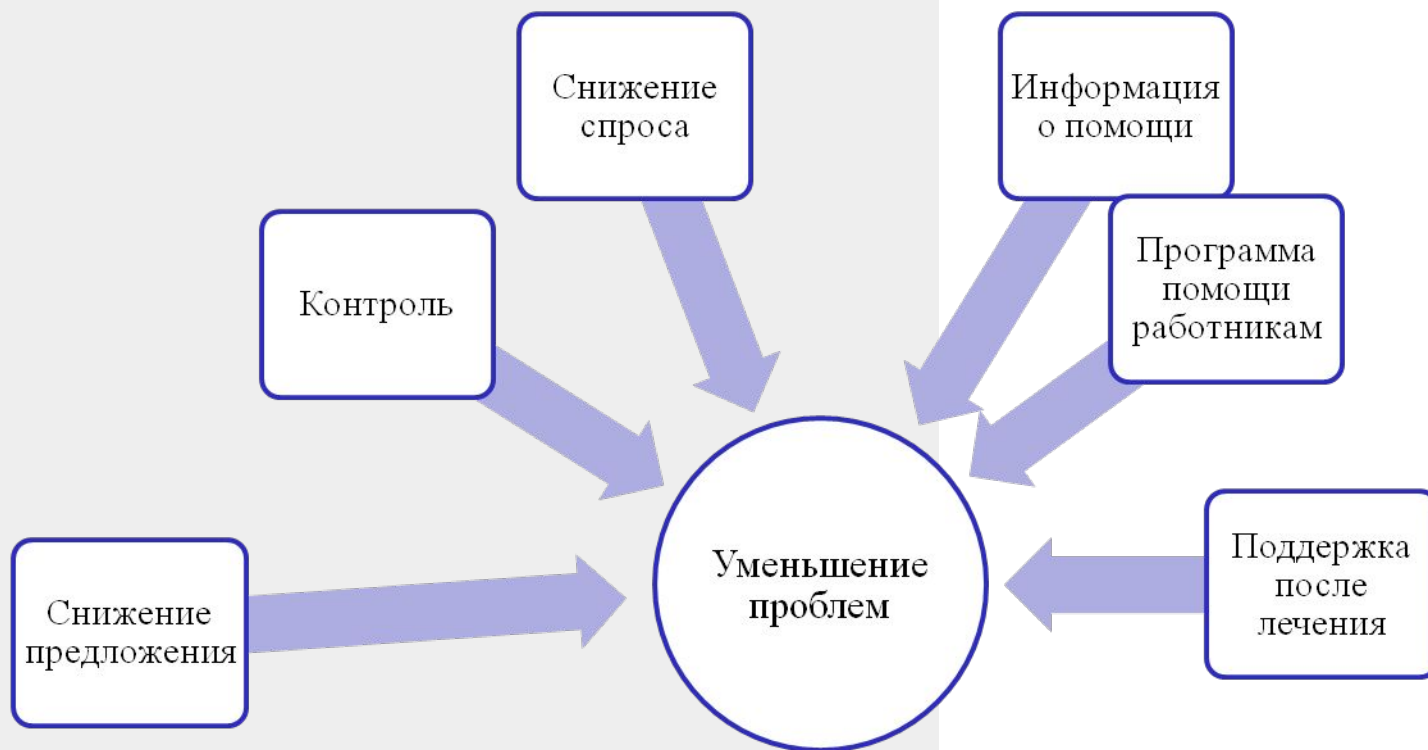 Снижение
спроса
Информация
о помощи
Контроль
Программа
помощи
работникам
Снижение
предложения
Уменьшение
проблем
Поддержка
после
лечения